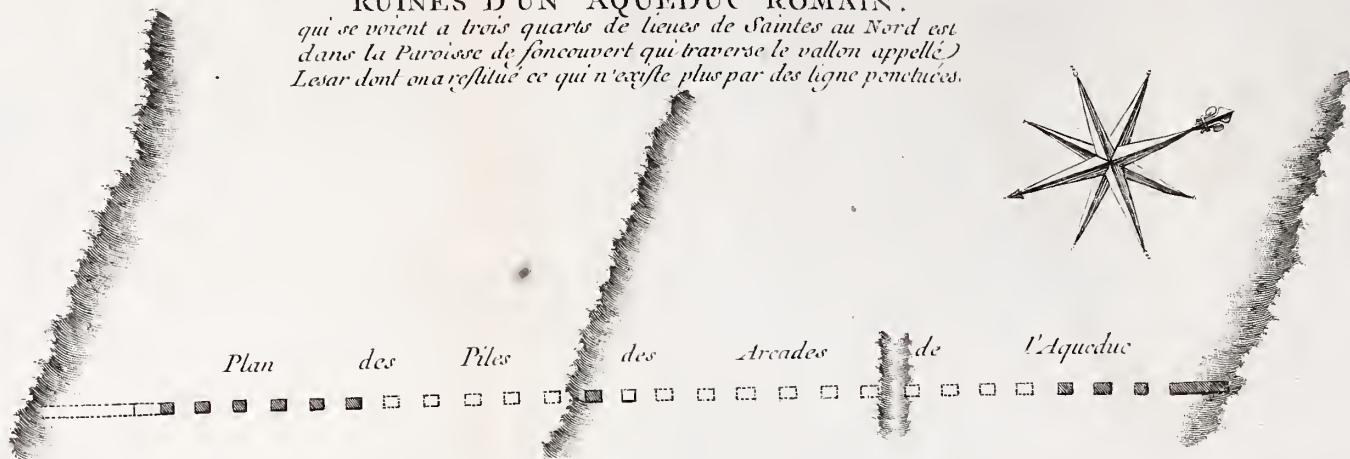 RUINES D'UN AQUEDUC ROMAIN.
qui se voient a trois quarts de lieues de Saintes au Nord est
dans la Paroisse de foncouvert qui traverse le vallon appellé
Lesar dont on a restitué ce qui n'existe plus par des ligne ponctuées.
Plan des Piles des Arcades de l'Aqueduc